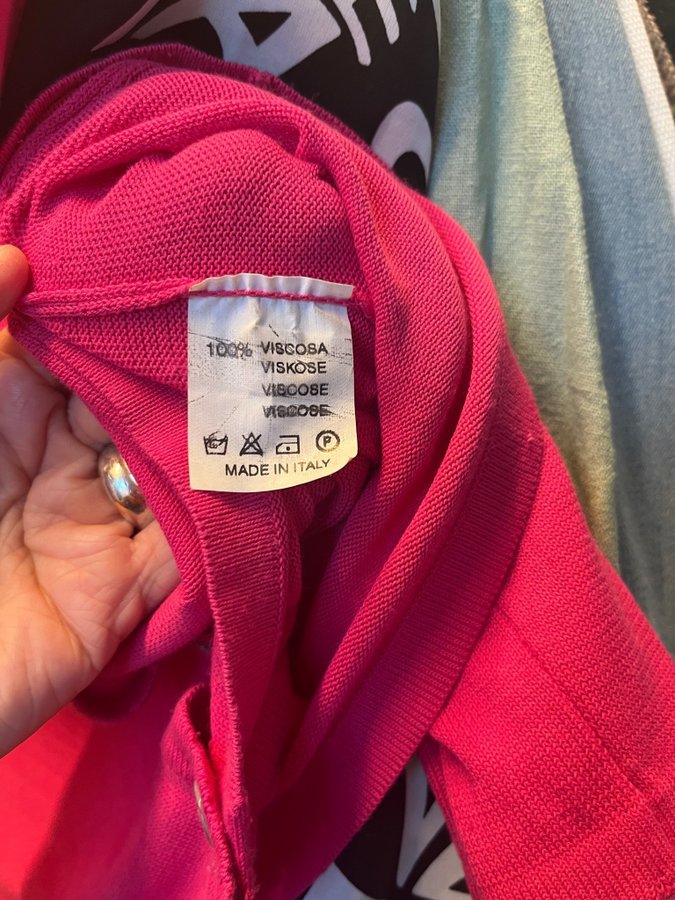 100% VISCOSA
VISKOSE
VISCOSE
VISCOSE
P
MADE IN ITALY